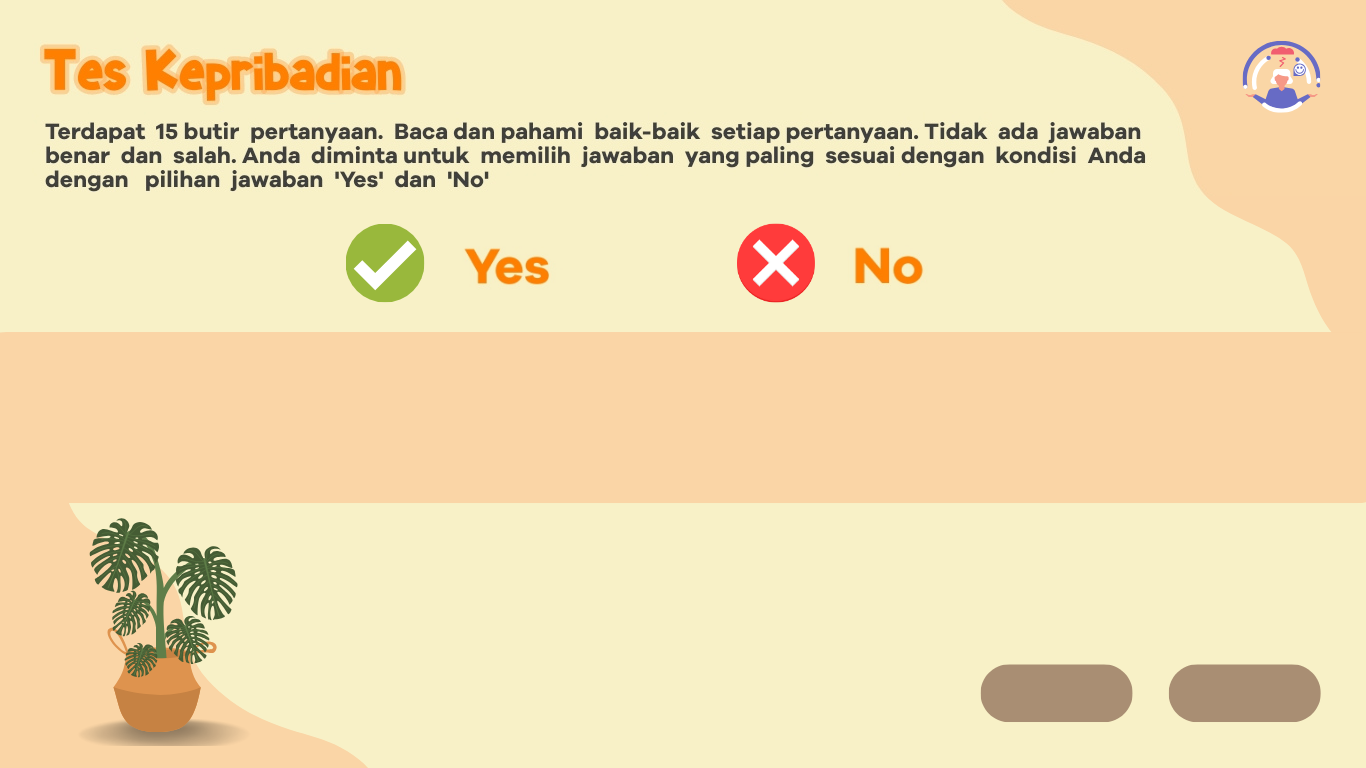 Tes Kepribadian
Terdapat 15 butir pertanyaan. Baca dan pahami baik-baik setiap pertanyaan. Tidak ada jawaban
benar dan salah. Anda diminta untuk memilih jawaban yang paling sesuai dengan kondisi Anda
dengan pilihan jawaban 'Yes' dan 'No'
Yes
No